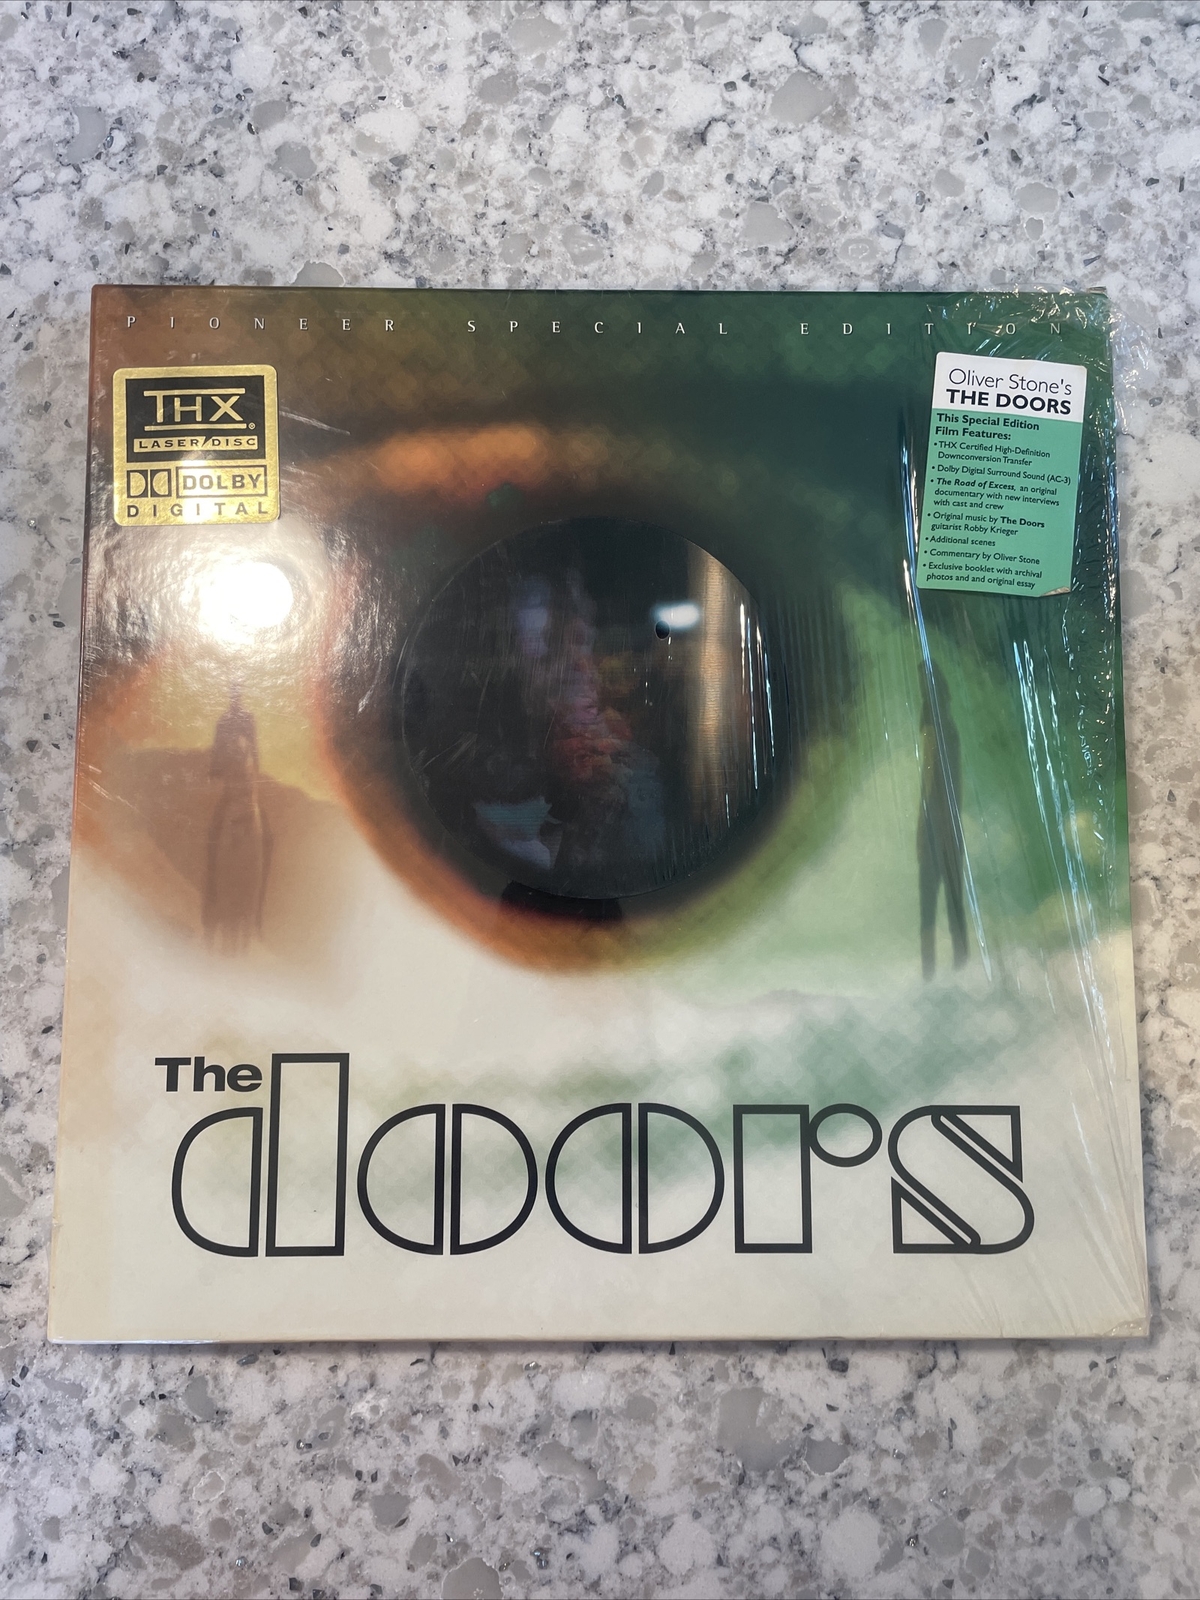 PIONEER SPECIAL EDITION
THX
LASER DISC
DOLBY
DIGITAL
Oliver Stone's
THE DOORS
This Special Edition
Film Features:
• THX Certified High-Definition
Downconversion Transfer
• Dolby Digital Surround Sound (AC-3)
• The Road of Excess, an original
documentary with new interviews
with cast and crew
• Original music by The Doors
guitarist Robby Krieger
• Additional scenes
• Commentary by Oliver Stone
• Exclusive booklet with archival
photos and and original essay
The
doors